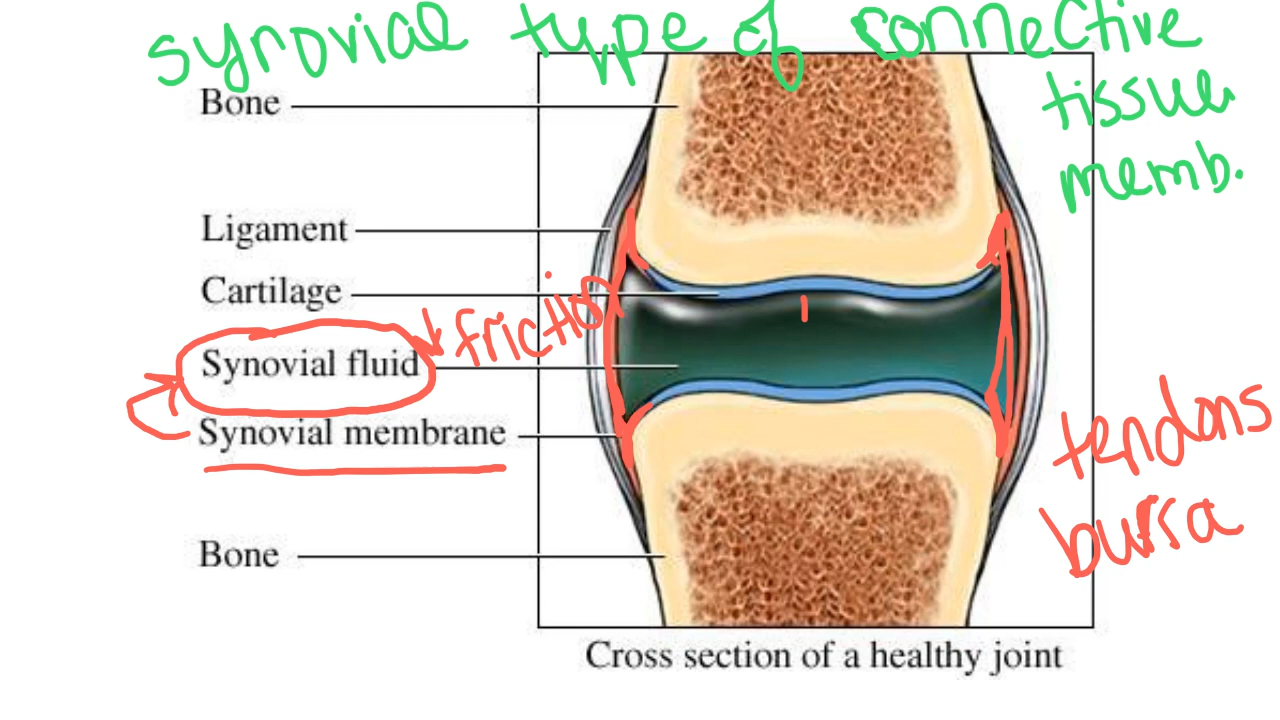 synovial type of connective
tissue
memb.
Bone
Ligament
Cartilage
friction
Synovial fluid
Synovial membrane
tendons
bursa
Bone
Cross section of a healthy joint